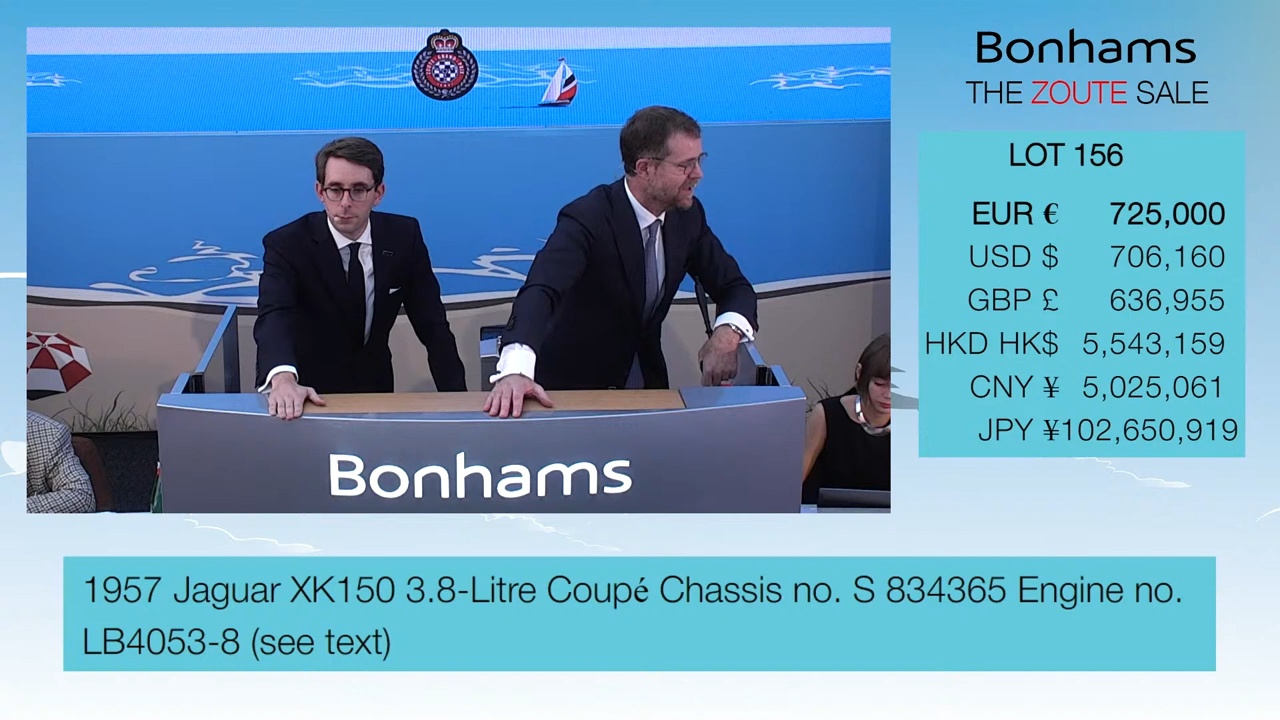 Bonhams
THE ZOUTE SALE
LOT 156
EUR € 725,000
USD $ 706,160
GBP £ 636,955
HKD HK$ 5,543,159
CNY ¥ 5,025,061
JPY ¥102,650,919
Bonhams
1957 Jaguar XK150 3.8-Litre Coupé Chassis no. S 834365 Engine no.
LB4053-8 (see text)